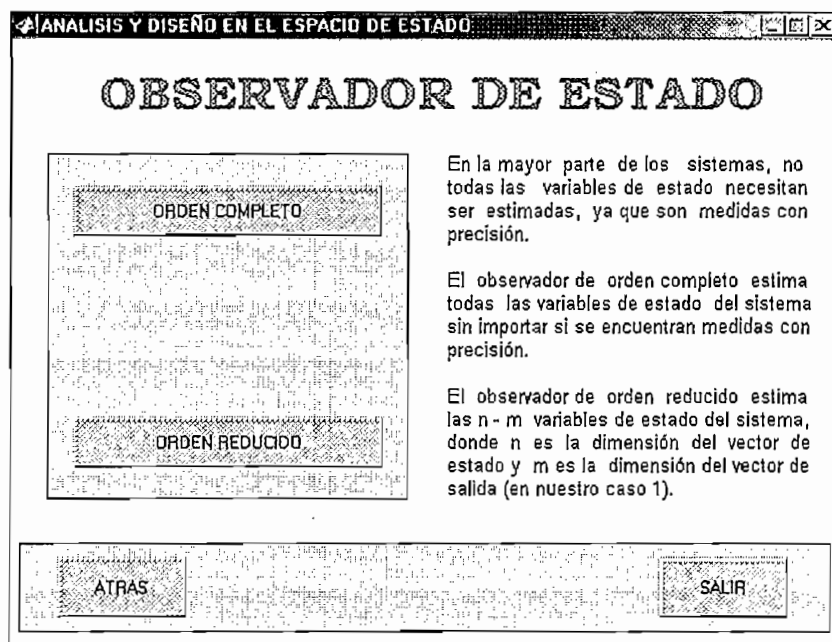 ANALISIS Y DISEÑO EN EL ESPACIO DE ESTADO
OBSERVADOR DE ESTADO
ORDEN COMPLETO
ORDEN REDUCIDO
En la mayor parte de los sistemas, no
todas las variables de estado necesitan
ser estimadas, ya que son medidas con
precisión.
El observador de orden completo estima
todas las variables de estado del sistema
sin importar si se encuentran medidas con
precisión.
El observador de orden reducido estima
las n - m variables de estado del sistema,
donde n es la dimensión del vector de
estado y m es la dimensión del vector de
salida (en nuestro caso 1).
ATRAS
SALIR